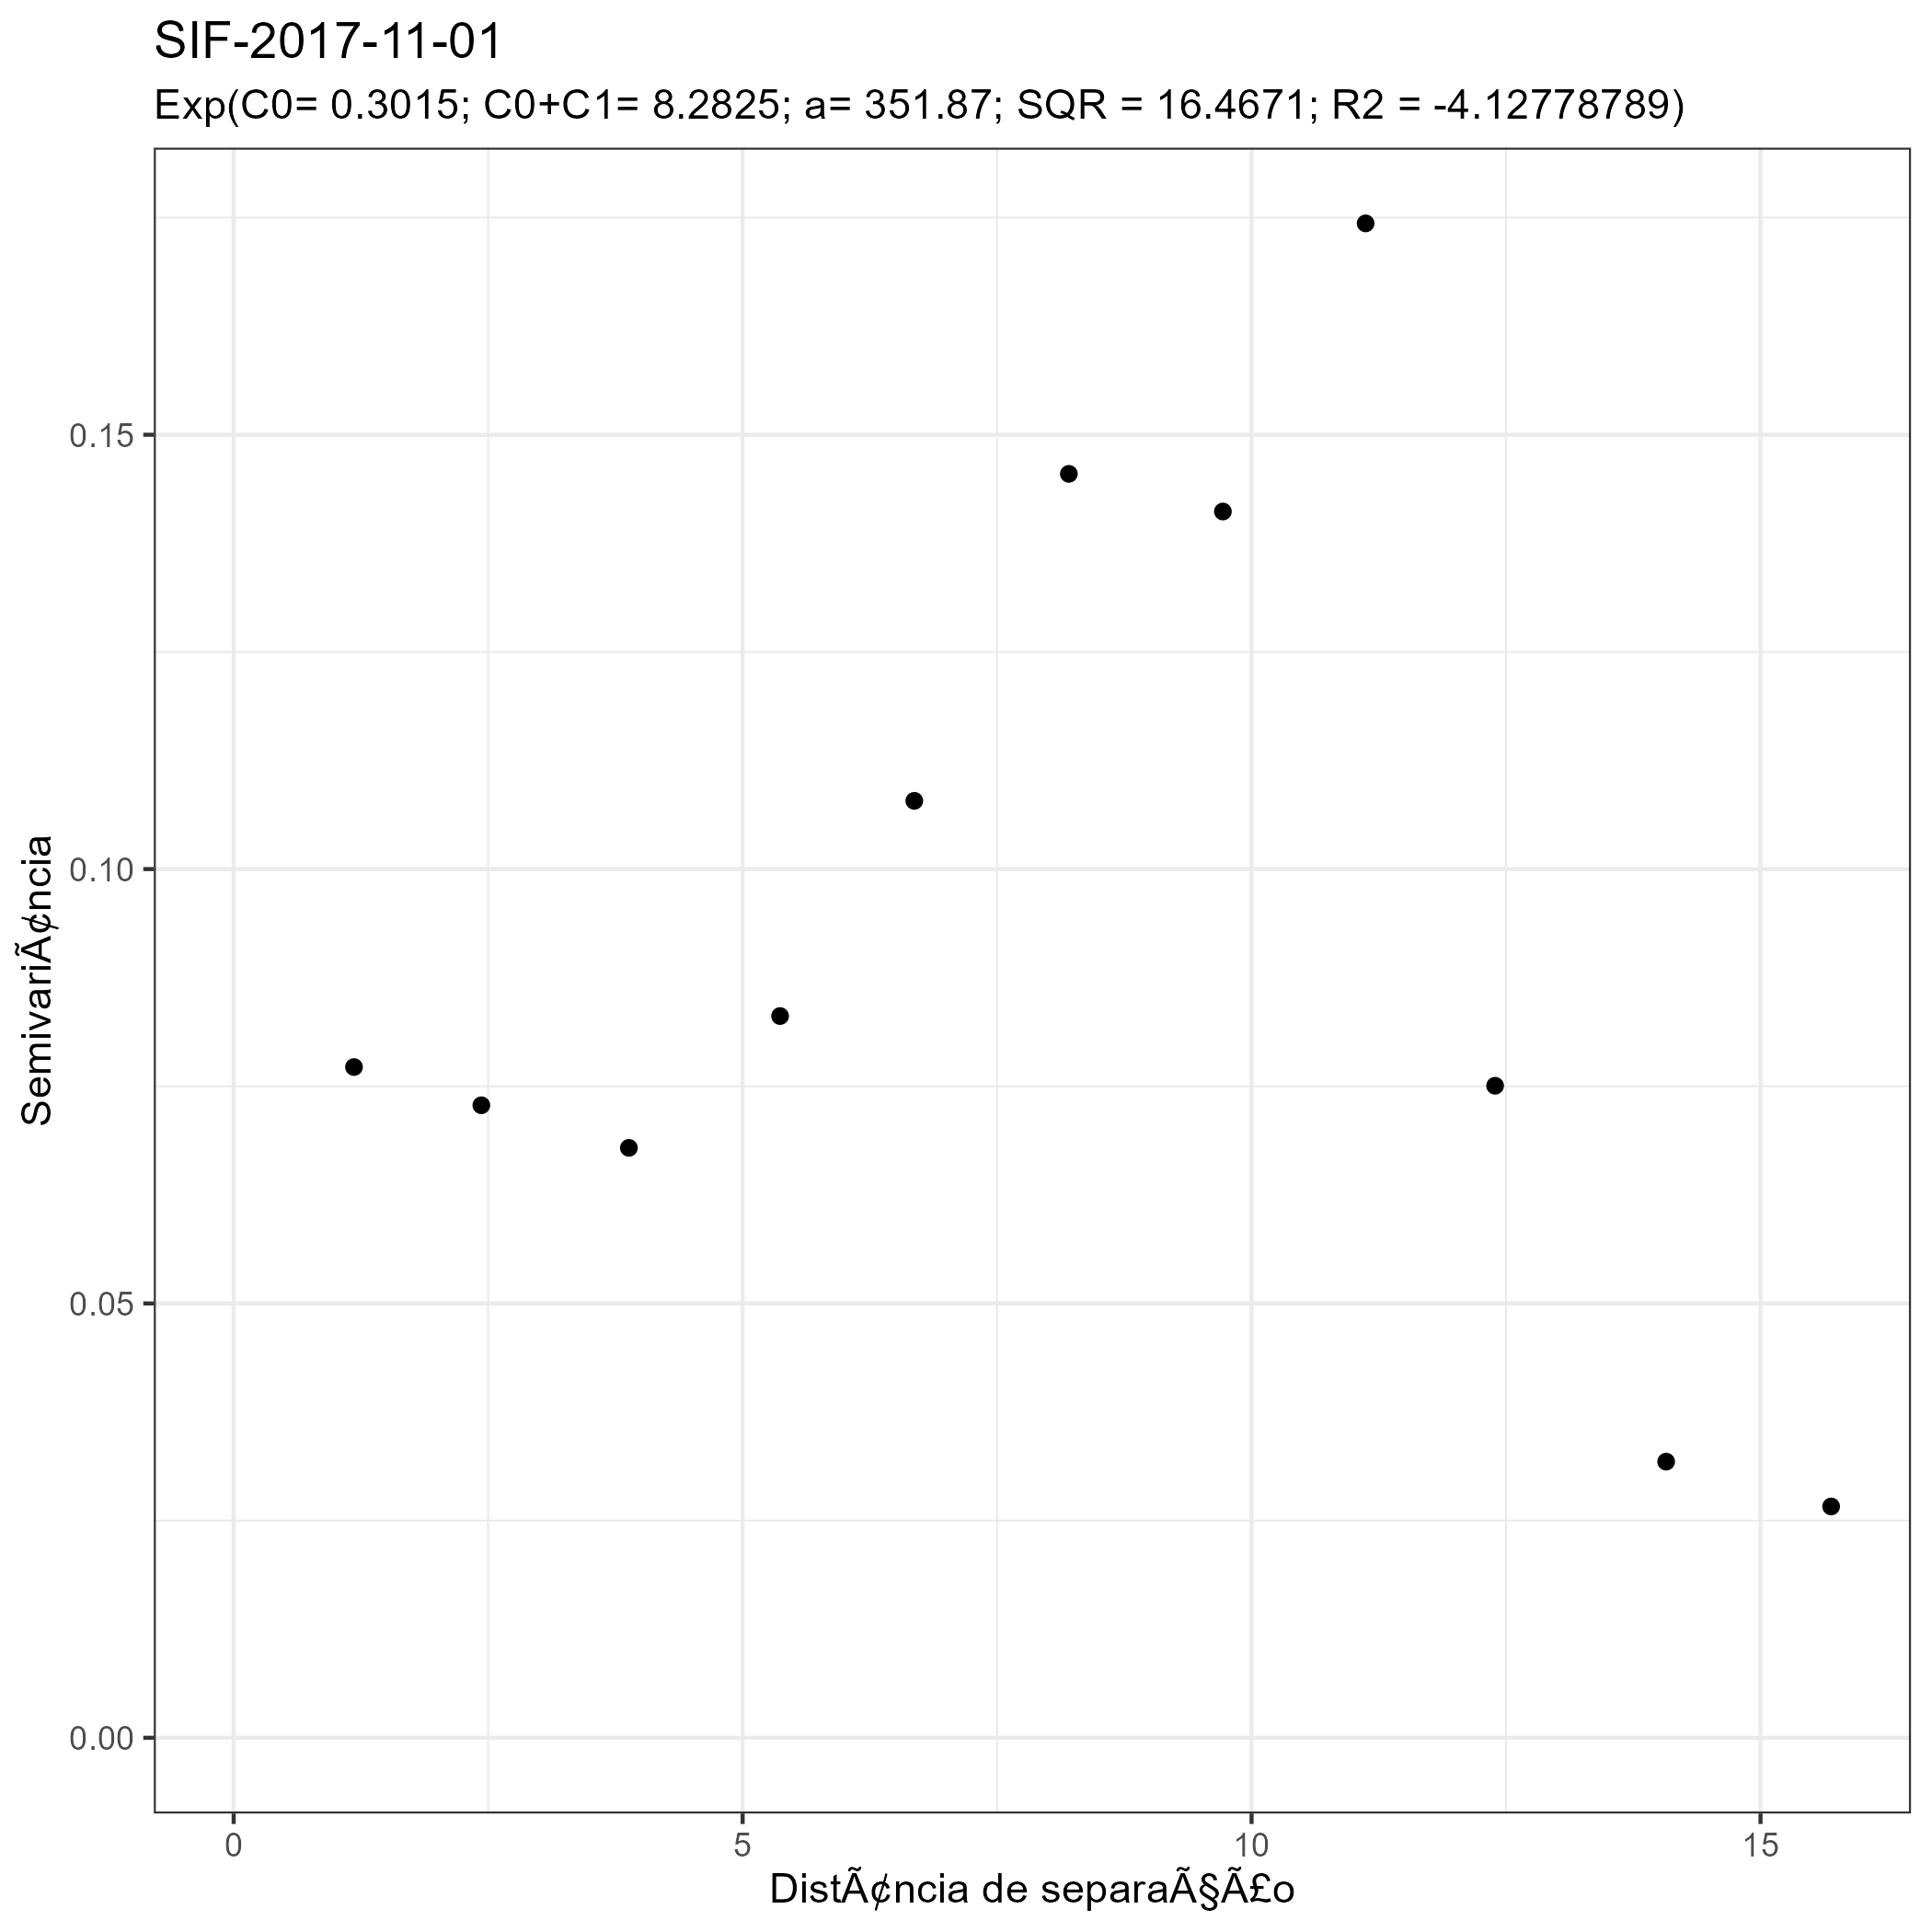 SIF-2017-11-01
Exp(C0= 0.3015; C0+C1= 8.2825; a= 351.87; SQR = 16.4671; R2 = -4.12778789)
SemivariÃ¢ncia
0.15
0.10
0.05
0.00
0 5 10 15
DistÃ¢ncia de separaÃ§Ã£o